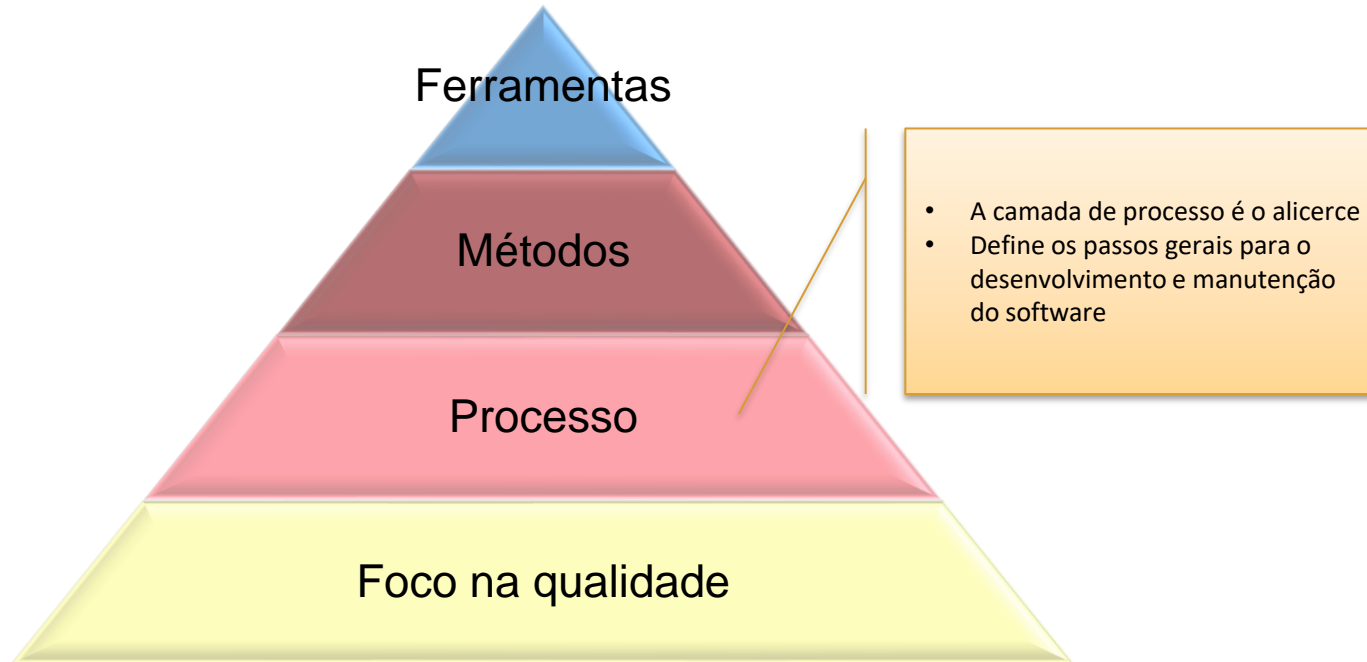 Ferramentas
Métodos
Processo
Foco na qualidade
• A camada de processo é o alicerce
• Define os passos gerais para o
desenvolvimento e manutenção
do software